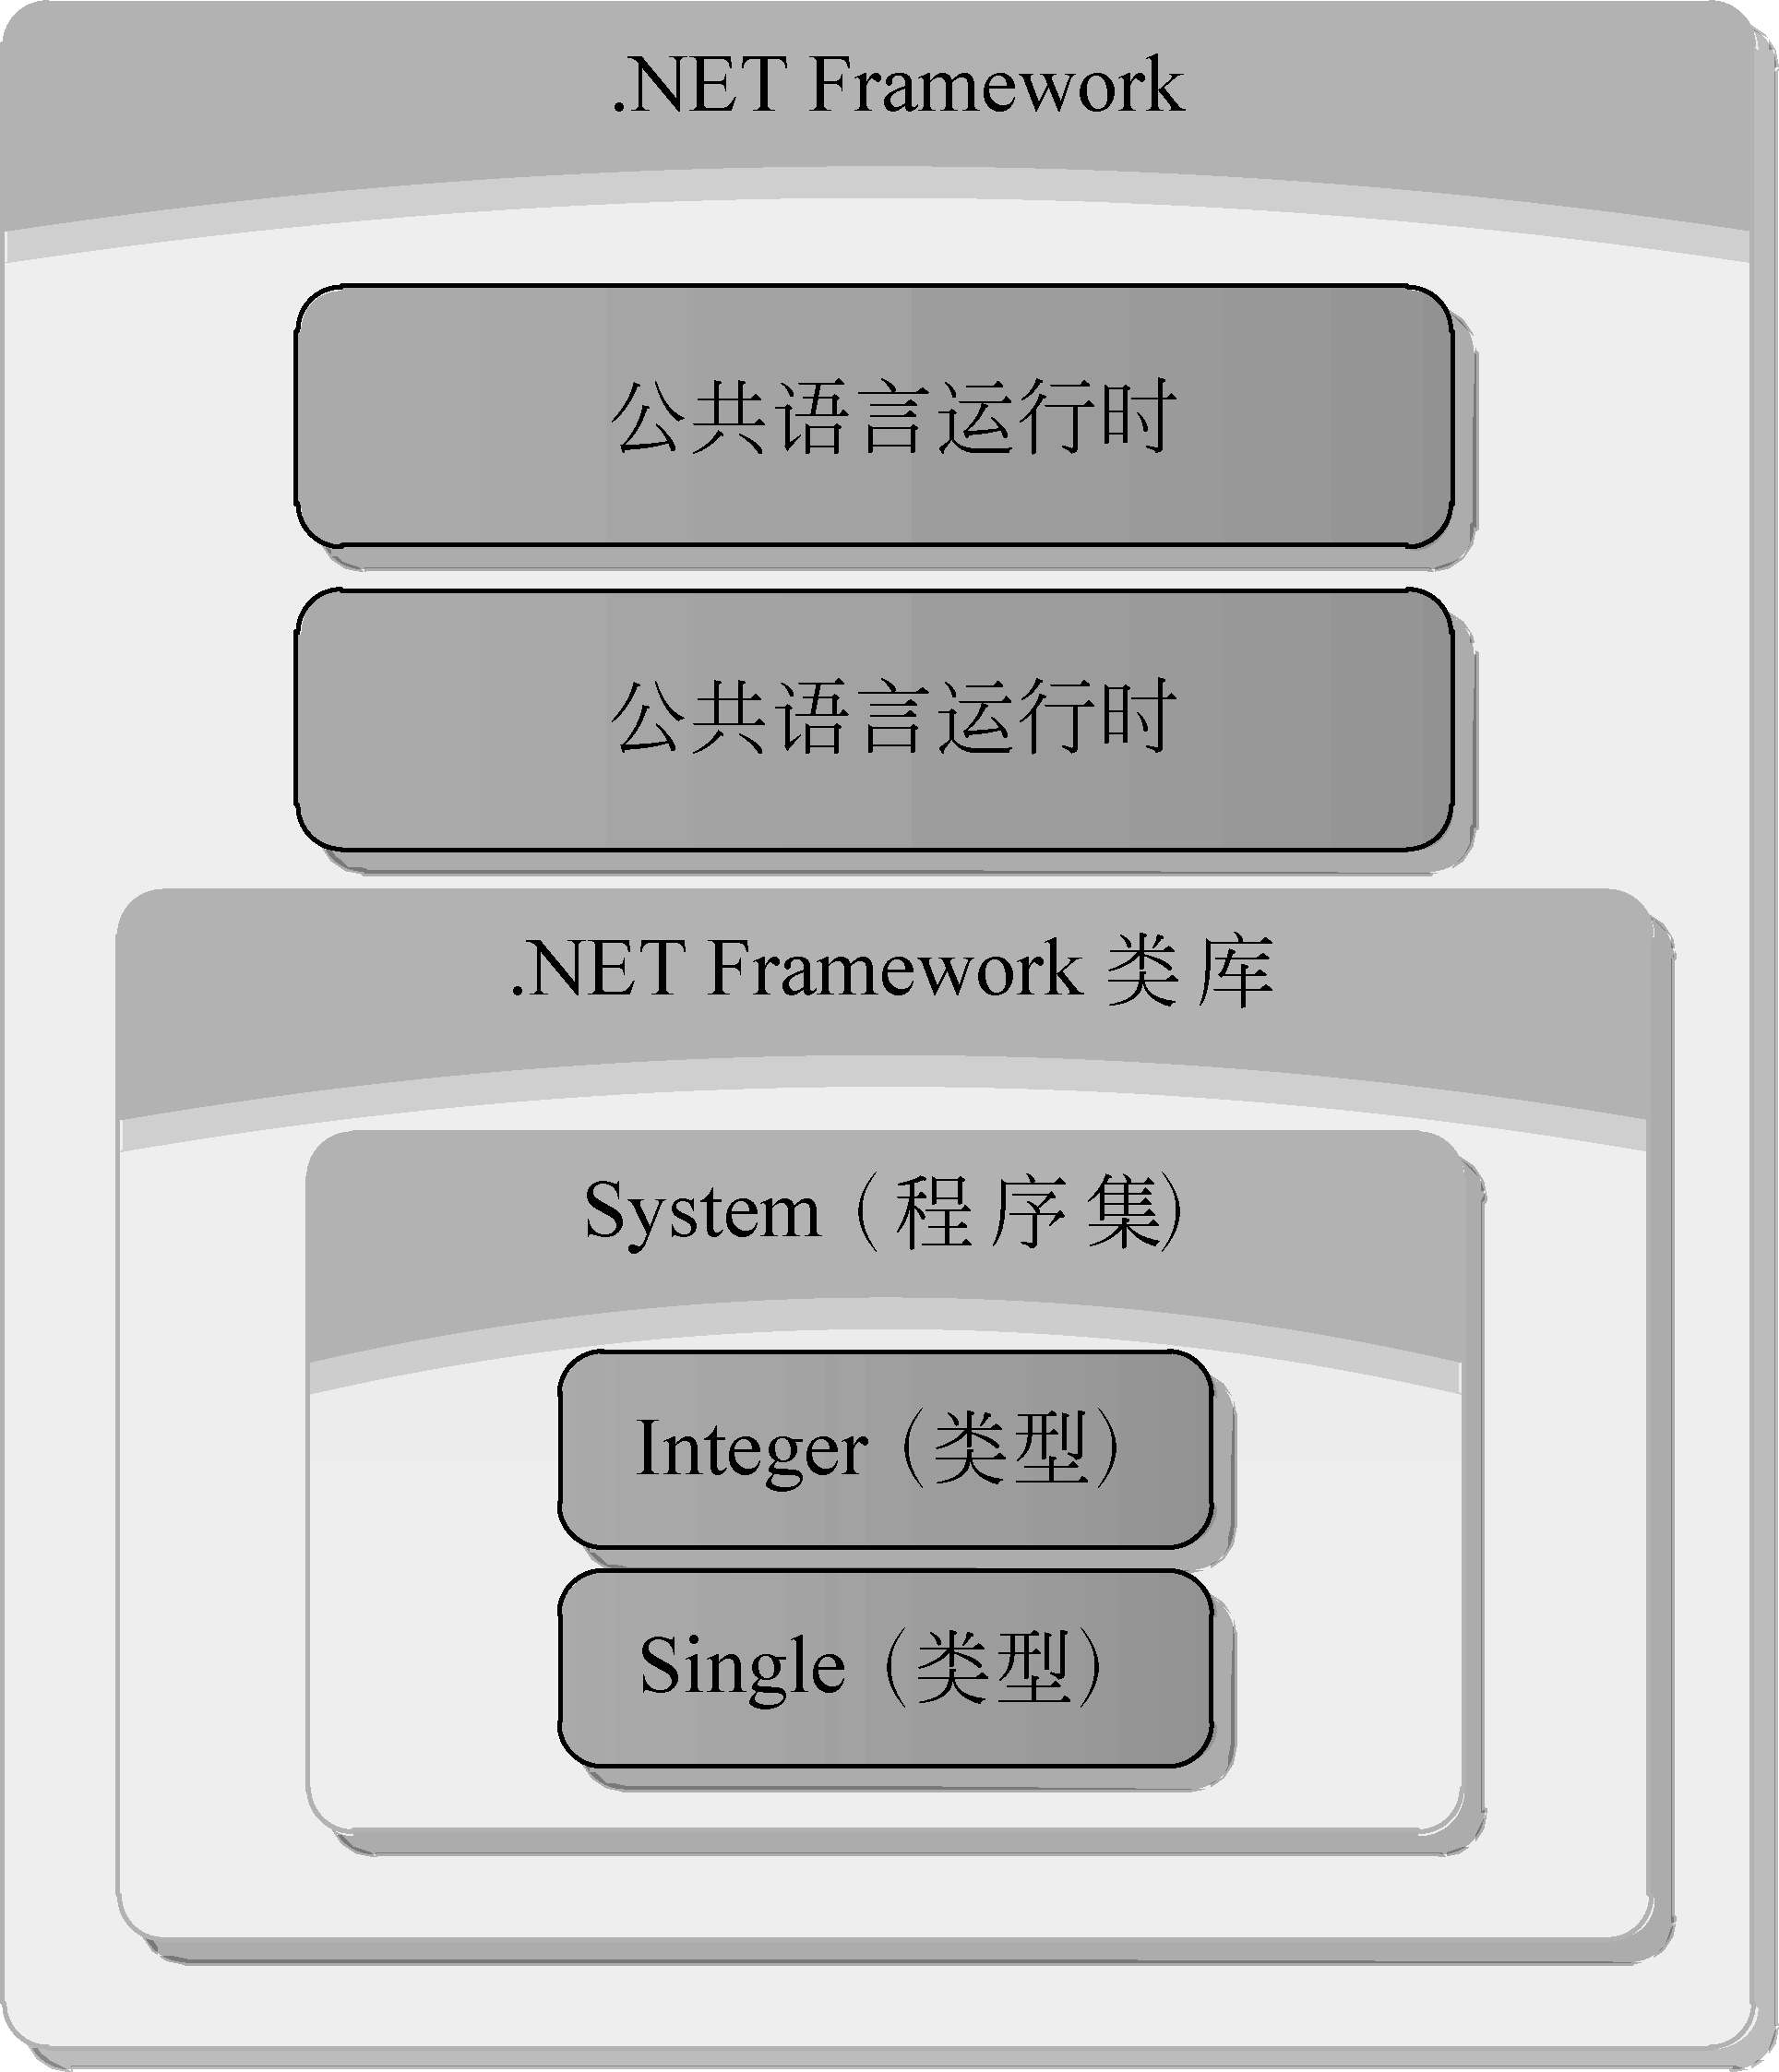 .NET Framework
公共语言运行时
公共语言运行时
.NET Framework 类库
System (程序集)
Integer (类型)
Single (类型)